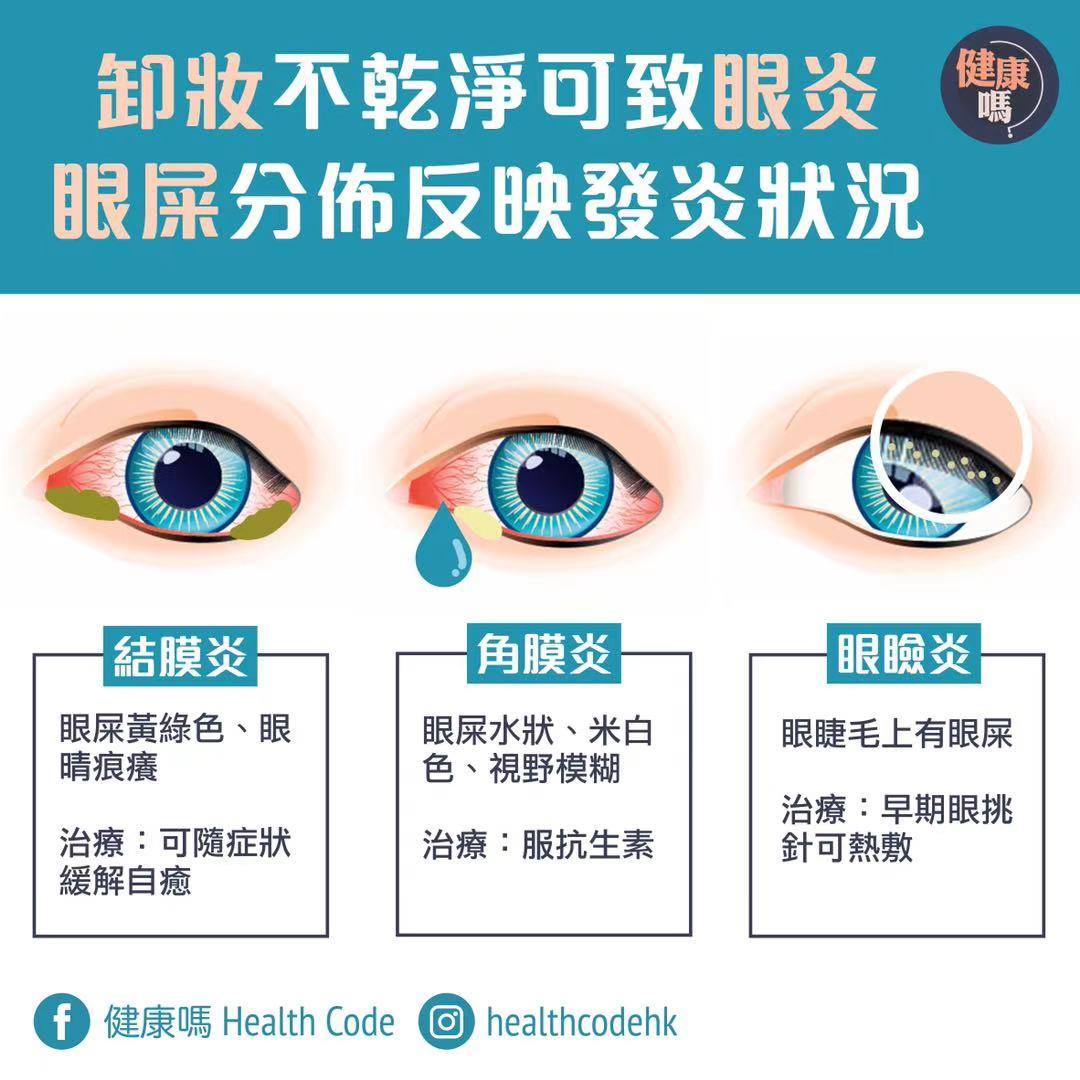 卸妝不乾淨可致眼炎
健康
嗎?
眼屎分佈反映發炎狀況
結膜炎
眼屎黃綠色、眼
睛痕癢
治療：可隨症狀
緩解自癒
角膜炎
眼屎水狀、米白
色、視野模糊
治療：服抗生素
眼瞼炎
眼睫毛上有眼屎
治療：早期眼挑
針可熱敷
健康嗎 Health Code
healthcodehk